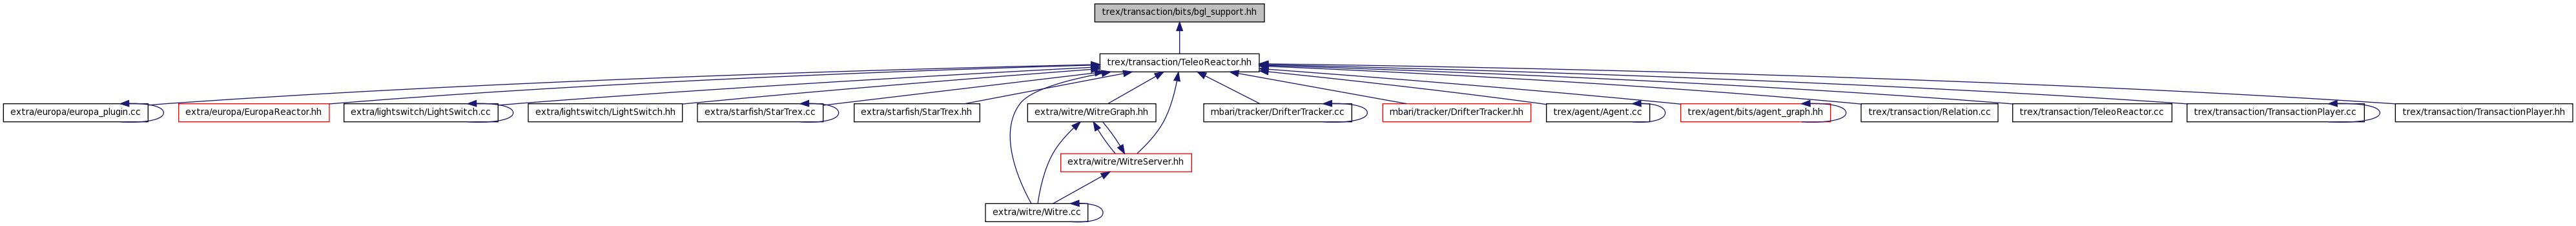 trex/transaction/bits/bgl_support.hh
trex/transaction/TeleoReactor.hh
extra/europa/europa_plugin.cc
extra/europa/EuropaReactor.hh
extra/lightswitch/LightSwitch.cc
extra/lightswitch/LightSwitch.hh
extra/starfish/StarTrex.cc
extra/starfish/StarTrex.hh
extra/witre/WitreGraph.hh
mbari/tracker/DrifterTracker.cc
mbari/tracker/DrifterTracker.hh
trex/agent/Agent.cc
trex/agent/bits/agent_graph.hh
trex/transaction/Relation.cc
trex/transaction/TeleoReactor.cc
trex/transaction/TransactionPlayer.cc
trex/transaction/TransactionPlayer.hh
extra/witre/WitreServer.hh
extra/witre/Witre.cc